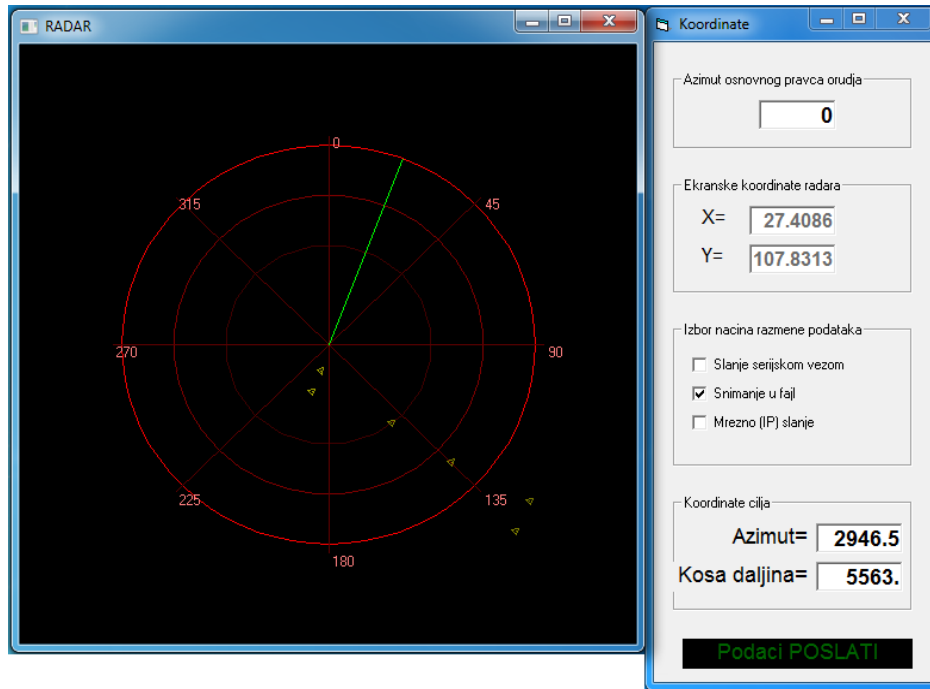 RADAR
0
45
90
135
180
225
270
315
Koordinate
Azimut osnovnog pravca orudja
0
Ekranske koordinate radara
X= 27.4086
Y= 107.8313
Izbor nacina razmene podataka
Slanje serijskom vezom
Snimanje u fajl
Mrezno (IP) slanje
Koordinate cilja
Azimut= 2946.5
Kosa daljina= 5563.
Podaci POSLATI